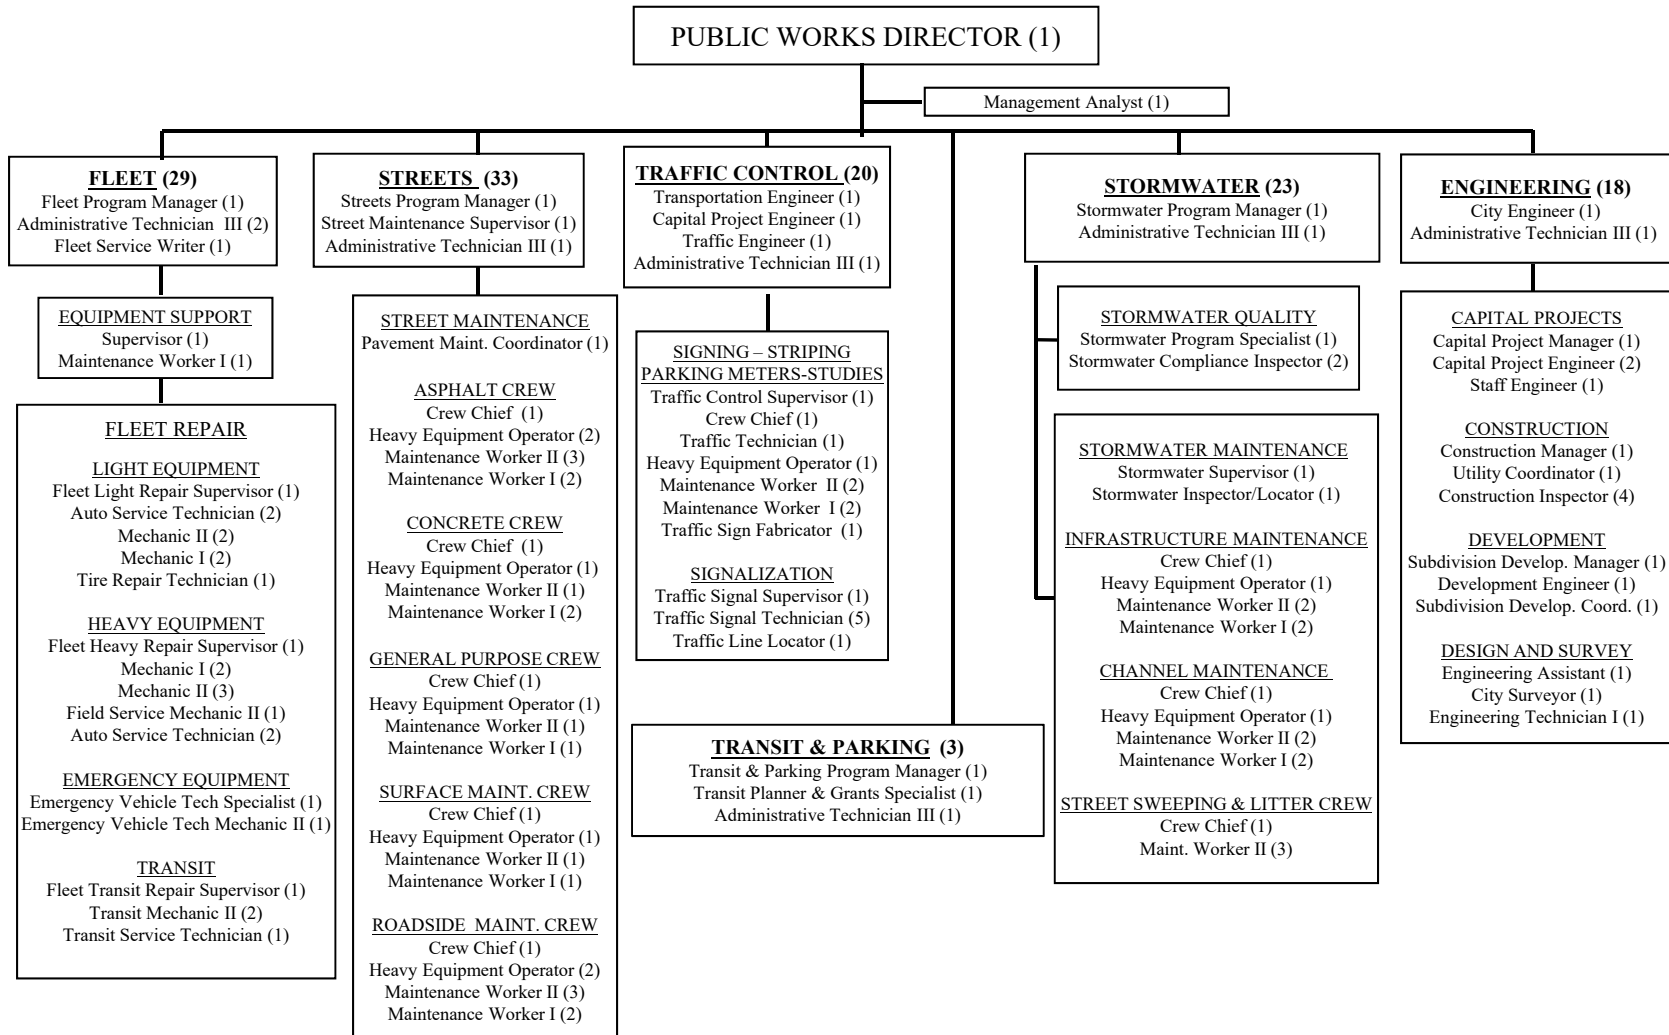 PUBLIC WORKS DIRECTOR (1)
Management Analyst (1)
FLEET (29)
Fleet Program Manager (1)
Administrative Technician III (2)
Fleet Service Writer (1)
EQUIPMENT SUPPORT
Supervisor (1)
Maintenance Worker I (1)
FLEET REPAIR
LIGHT EQUIPMENT
Fleet Light Repair Supervisor (1)
Auto Service Technician (2)
Mechanic II (2)
Mechanic I (2)
Tire Repair Technician (1)
HEAVY EQUIPMENT
Fleet Heavy Repair Supervisor (1)
Mechanic I (2)
Mechanic II (3)
Field Service Mechanic II (1)
Auto Service Technician (2)
EMERGENCY EQUIPMENT
Emergency Vehicle Tech Specialist (1)
Emergency Vehicle Tech Mechanic II (1)
TRANSIT
Fleet Transit Repair Supervisor (1)
Transit Mechanic II (2)
Transit Service Technician (1)
STREETS (33)
Streets Program Manager (1)
Street Maintenance Supervisor (1)
Administrative Technician III (1)
STREET MAINTENANCE
Pavement Maint. Coordinator (1)
ASPHALT CREW
Crew Chief (1)
Heavy Equipment Operator (2)
Maintenance Worker II (3)
Maintenance Worker I (2)
CONCRETE CREW
Crew Chief (1)
Heavy Equipment Operator (1)
Maintenance Worker II (1)
Maintenance Worker I (2)
GENERAL PURPOSE CREW
Crew Chief (1)
Heavy Equipment Operator (1)
Maintenance Worker II (1)
Maintenance Worker I (1)
SURFACE MAINT. CREW
Crew Chief (1)
Heavy Equipment Operator (1)
Maintenance Worker II (1)
Maintenance Worker I (1)
ROADSIDE MAINT. CREW
Crew Chief (1)
Heavy Equipment Operator (2)
Maintenance Worker II (3)
Maintenance Worker I (2)
TRAFFIC CONTROL (20)
Transportation Engineer (1)
Capital Project Engineer (1)
Traffic Engineer (1)
Administrative Technician III (1)
SIGNING – STRIPING
PARKING METERS-STUDIES
Traffic Control Supervisor (1)
Crew Chief (1)
Traffic Technician (1)
Heavy Equipment Operator (1)
Maintenance Worker II (2)
Maintenance Worker I (2)
Traffic Sign Fabricator (1)
SIGNALIZATION
Traffic Signal Supervisor (1)
Traffic Signal Technician (5)
Traffic Line Locator (1)
TRANSIT & PARKING (3)
Transit & Parking Program Manager (1)
Transit Planner & Grants Specialist (1)
Administrative Technician III (1)
STORMWATER (23)
Stormwater Program Manager (1)
Administrative Technician III (1)
STORMWATER QUALITY
Stormwater Program Specialist (1)
Stormwater Compliance Inspector (2)
STORMWATER MAINTENANCE
Stormwater Supervisor (1)
Stormwater Inspector/Locator (1)
INFRASTRUCTURE MAINTENANCE
Crew Chief (1)
Heavy Equipment Operator (1)
Maintenance Worker II (2)
Maintenance Worker I (2)
CHANNEL MAINTENANCE
Crew Chief (1)
Heavy Equipment Operator (1)
Maintenance Worker II (2)
Maintenance Worker I (2)
STREET SWEEPING & LITTER CREW
Crew Chief (1)
Maint. Worker II (3)
ENGINEERING (18)
City Engineer (1)
Administrative Technician III (1)
CAPITAL PROJECTS
Capital Project Manager (1)
Capital Project Engineer (2)
Staff Engineer (1)
CONSTRUCTION
Construction Manager (1)
Utility Coordinator (1)
Construction Inspector (4)
DEVELOPMENT
Subdivision Develop. Manager (1)
Development Engineer (1)
Subdivision Develop. Coord. (1)
DESIGN AND SURVEY
Engineering Assistant (1)
City Surveyor (1)
Engineering Technician I (1)